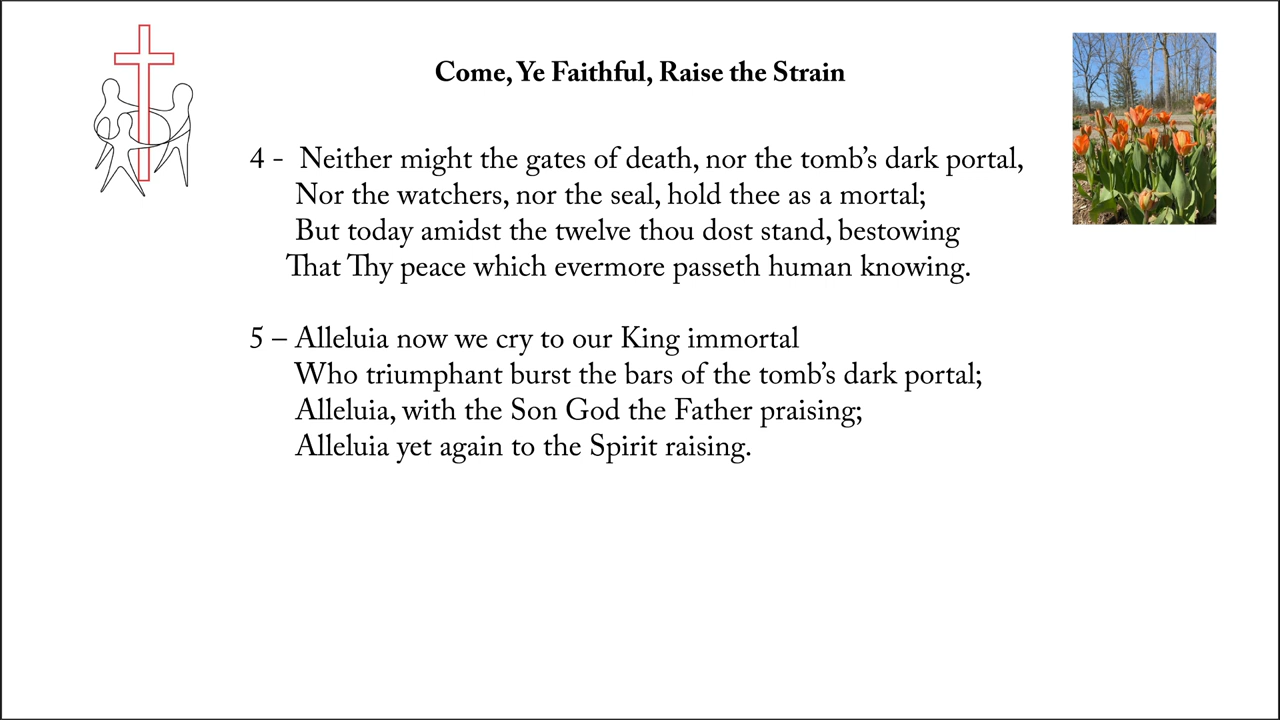 Come, Ye Faithful, Raise the Strain
4 - Neither might the gates of death, nor the tomb’s dark portal,
Nor the watchers, nor the seal, hold thee as a mortal;
But today amidst the twelve thou dost stand, bestowing
That Thy peace which evermore passeth human knowing.
5 – Alleluia now we cry to our King immortal
Who triumphant burst the bars of the tomb’s dark portal;
Alleluia, with the Son God the Father praising;
Alleluia yet again to the Spirit raising.